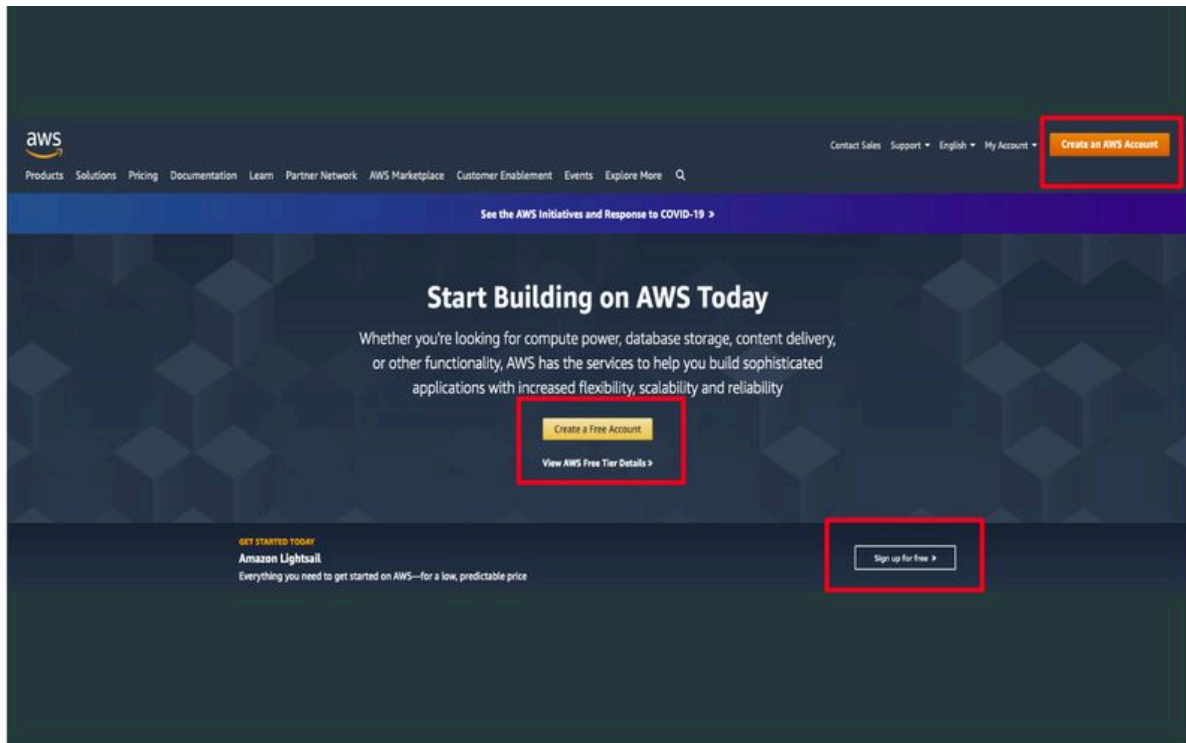 aws
Contact Sales Support English My Account Create an AWS Account
Products Solutions Pricing Documentation Learn Partner Network AWS Marketplace Customer Enablement Events Explore More
See the AWS Initiatives and Response to COVID-19 >
Start Building on AWS Today
Whether you're looking for compute power, database storage, content delivery,
or other functionality, AWS has the services to help you build sophisticated
applications with increased flexibility, scalability and reliability
Create a Free Account
View AWS Free Tier Details >
GET STARTED TODAY
Amazon Lightsail
Everything you need to get started on AWS—for a low, predictable price
Sign up for free >